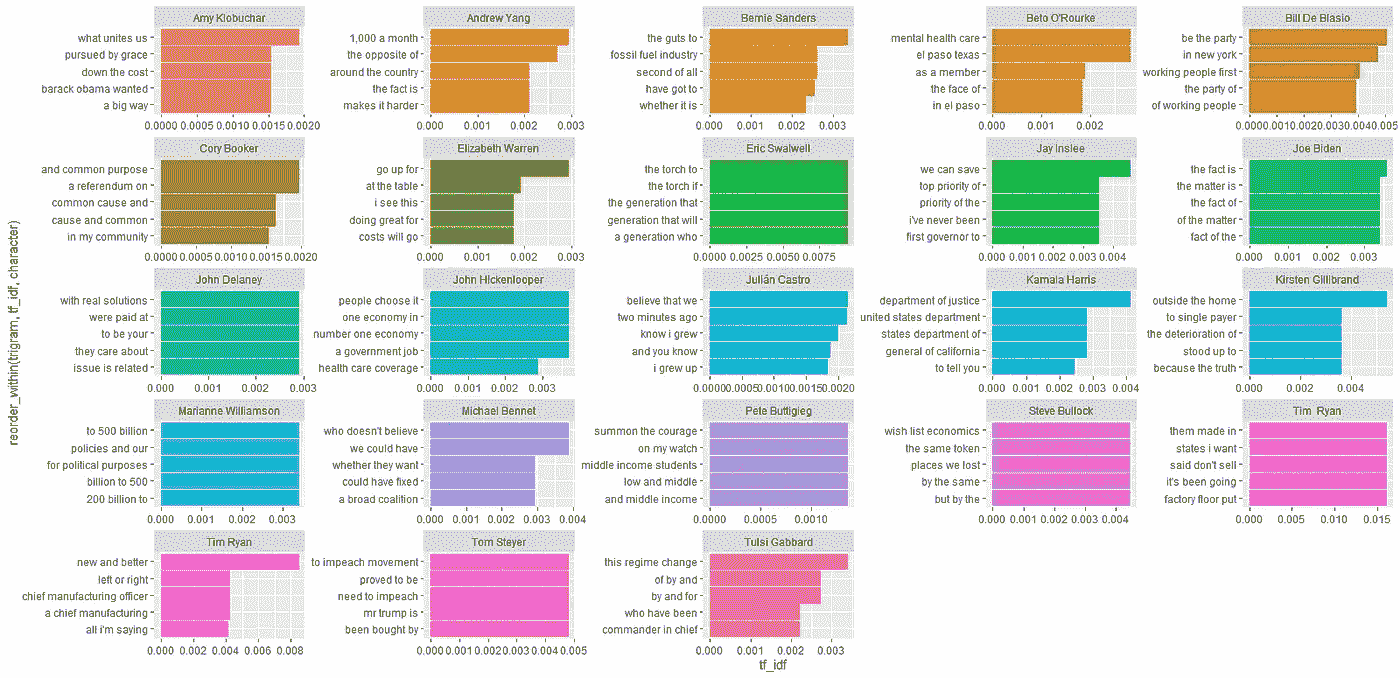 Amy Klobuchar
what unites us
pursued by grace
down the cost
barack obama wanted
a big way
0.0000 0.0005 0.0010 0.0015 0.0020
Andrew Yang
1,000 a month
the opposite of
around the country
the fact is
makes it harder
0.000 0.001 0.002 0.003
Bernie Sanders
the guts to
fossil fuel industry
second of all
have got to
whether it is
0.000 0.001 0.002 0.003
Beto O'Rourke
mental health care
el paso texas
as a member
the face of
in el paso
0.000 0.001 0.002
Bill De Blasio
be the party
in new york
working people first
the party of
of working people
0.000 0.001 0.002 0.003 0.004 0.005
Cory Booker
and common purpose
a referendum on
common cause and
cause and common
in my community
0.0000 0.0005 0.0010 0.0015 0.0020
Elizabeth Warren
go up for
at the table
i see this
doing great for
costs will go
0.000 0.001 0.002 0.003
Eric Swalwell
the torch to
the torch if
the generation that
generation that will
a generation who
0.0000 0.0025 0.0050 0.0075
Jay Inslee
we can save
top priority of
priority of the
i've never been
first governor to
0.000 0.001 0.002 0.003 0.004
Joe Biden
the fact is
the matter is
the fact of
of the matter
fact of the
0.000 0.001 0.002 0.003
John Delaney
with real solutions
were paid at
to be your
they care about
issue is related
0.000 0.001 0.002 0.003
John Hickenlooper
people choose it
one economy in
number one economy
a government job
health care coverage
0.000 0.001 0.002 0.003
Julián Castro
believe that we
two minutes ago
know i grew
and you know
i grew up
0.0000 0.0005 0.0010 0.0015 0.0020
Kamala Harris
department of justice
united states department
states department of
general of california
to tell you
0.000 0.001 0.002 0.003 0.004
Kirsten Gillibrand
outside the home
to single payer
the deterioration of
stood up to
because the truth
0.000 0.002 0.004
Marianne Williamson
to 500 billion
policies and our
for political purposes
billion to 500
200 billion to
0.000 0.001 0.002 0.003
Michael Bennet
who doesn't believe
we could have
whether they want
could have fixed
a broad coalition
0.000 0.001 0.002 0.003 0.004
Pete Buttigieg
summon the courage
on my watch
middle income students
low and middle
and middle income
0.0000 0.0005 0.0010
Steve Bullock
wish list economics
the same token
places we lost
by the same
but by the
0.000 0.001 0.002 0.003 0.004
Tim Ryan
them made in
states i want
said don't sell
it's been going
factory floor put
0.000 0.005 0.010 0.015
Tim Ryan
new and better
left or right
chief manufacturing officer
a chief manufacturing
all i'm saying
0.000 0.002 0.004 0.006 0.008
Tom Steyer
to impeach movement
proved to be
need to impeach
mr trump is
been bought by
0.000 0.001 0.002 0.003 0.004 0.005
Tulsi Gabbard
this regime change
of by and
by and for
who have been
commander in chief
0.000 0.001 0.002 0.003
tf_idf
reorder_within(trigram, tf_idf, character)